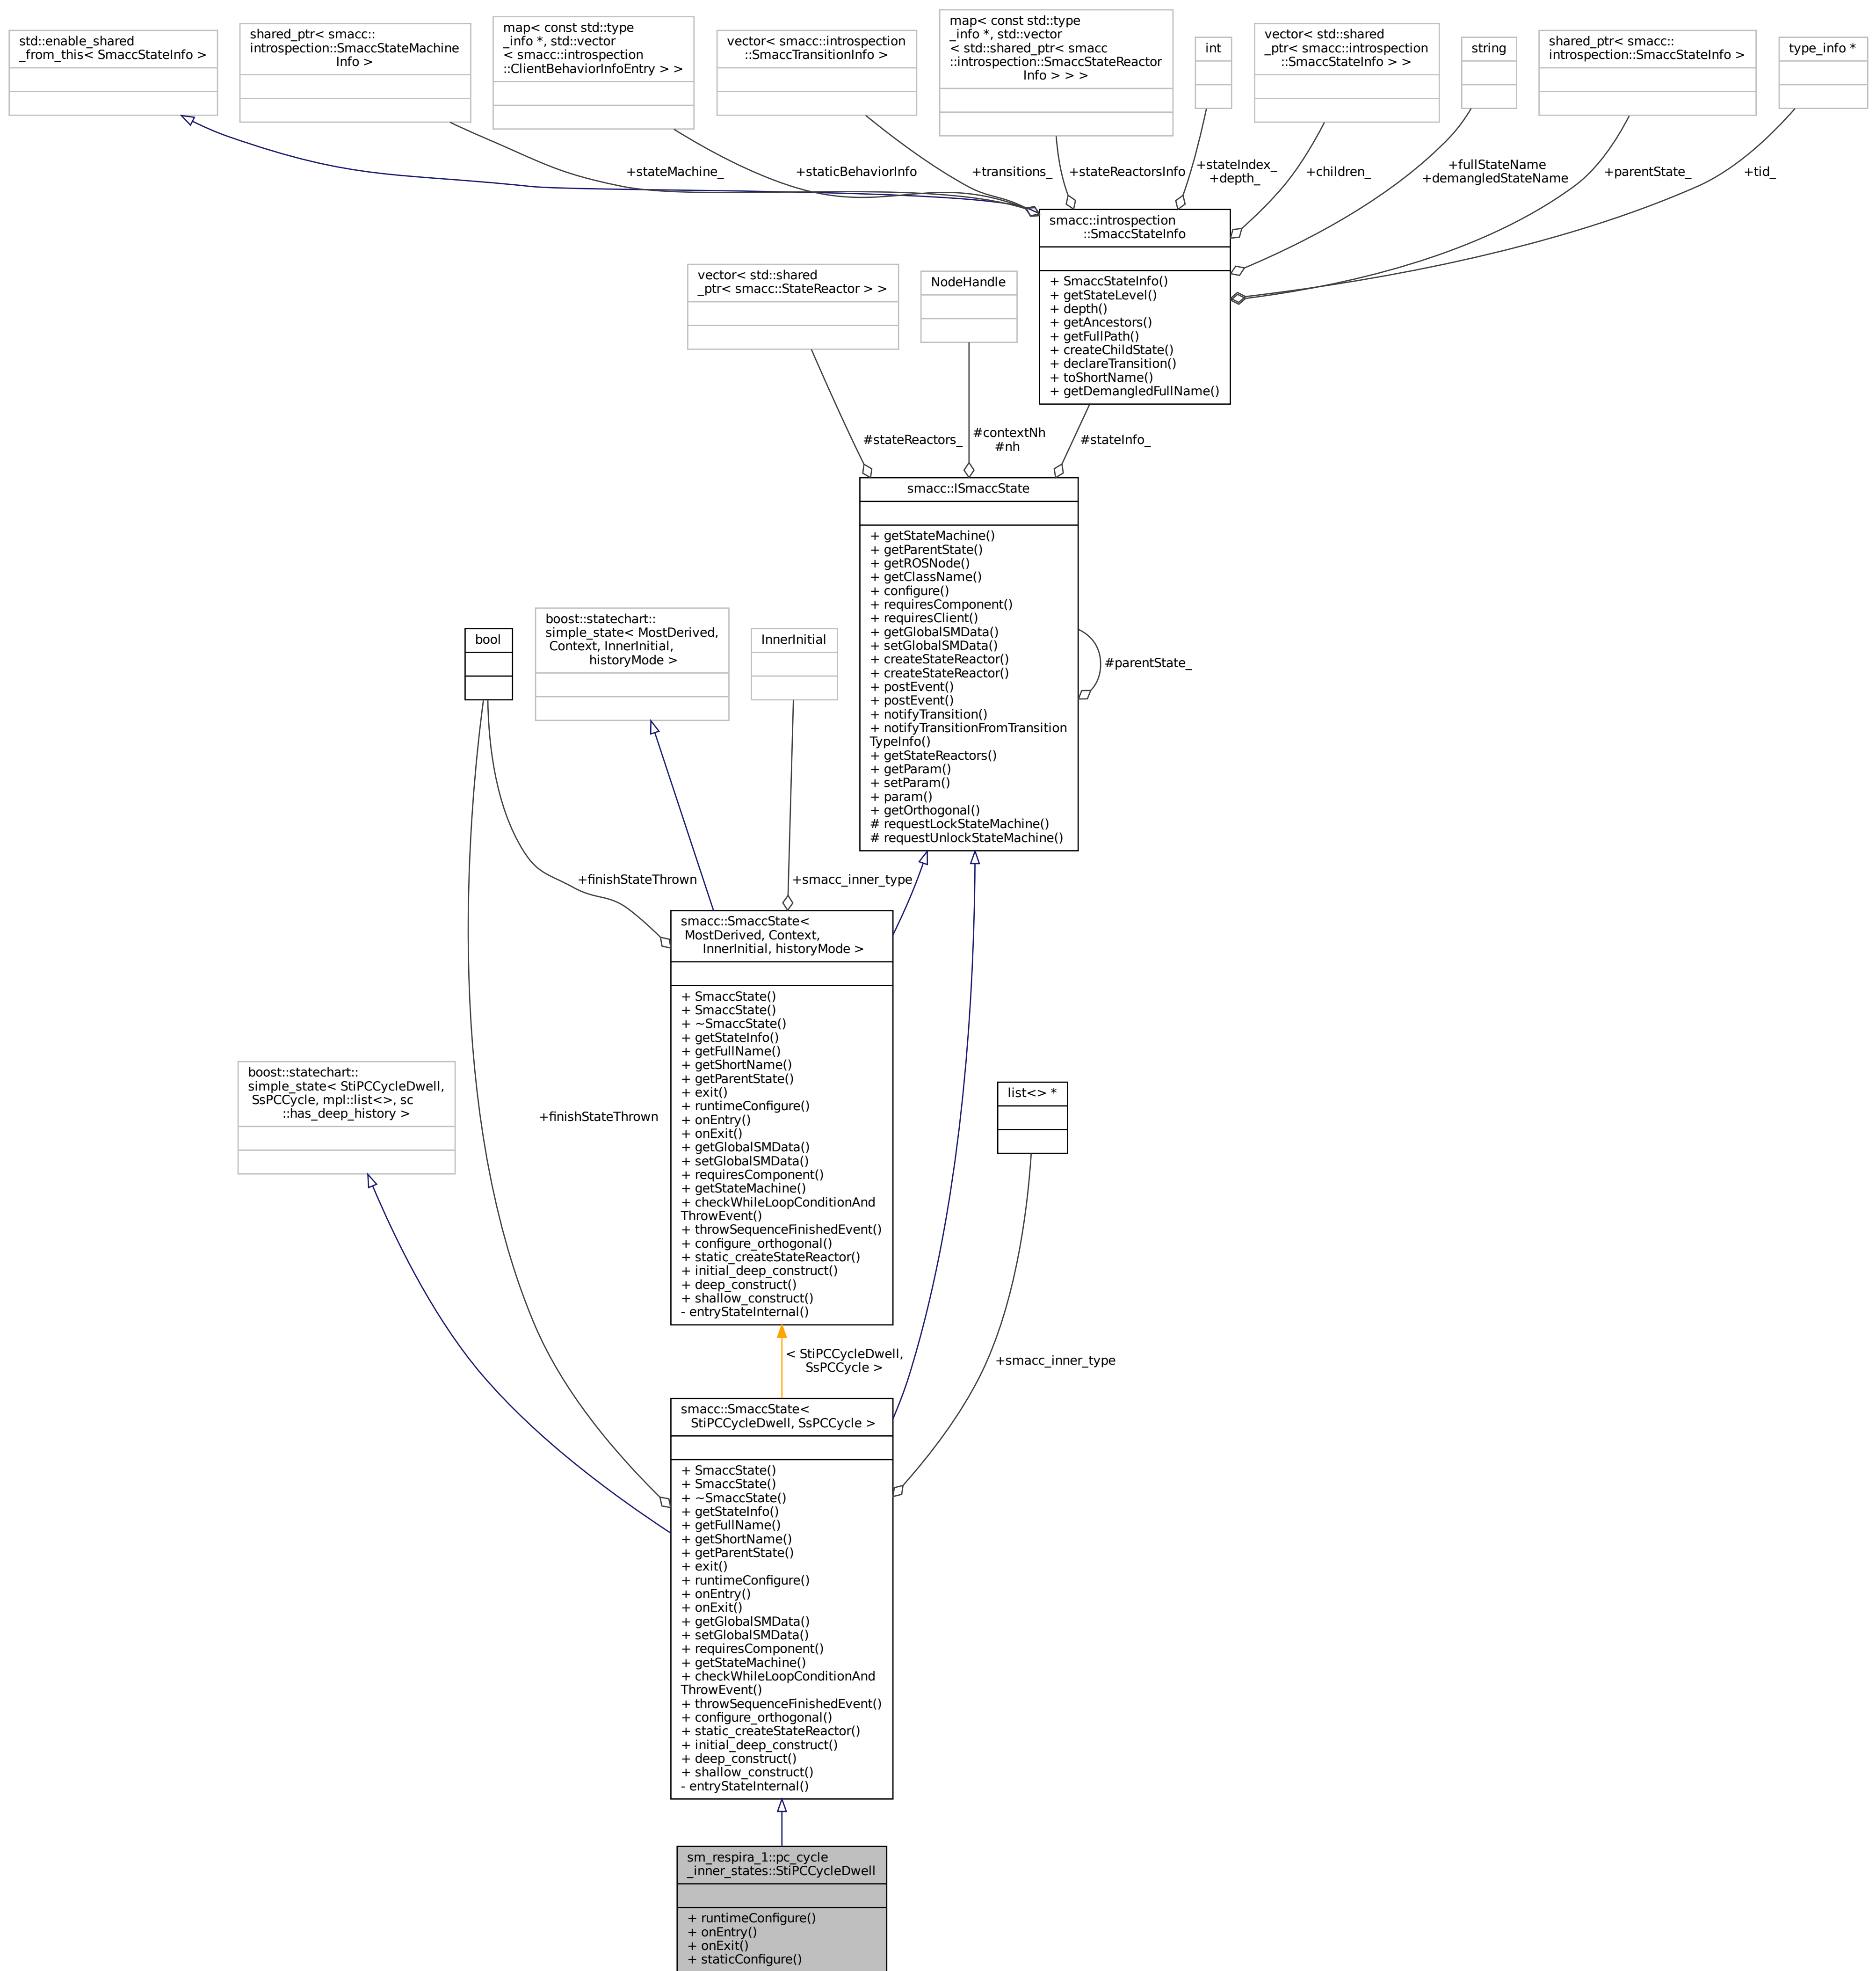 std::enable_shared
_from_this< SmaccStateInfo >
shared_ptr< smacc::
introspection::SmaccStateMachine
Info >
map< const std::type
_info *, std::vector
< smacc::introspection
::ClientBehaviorInfoEntry > >
vector< smacc::introspection
::SmaccTransitionInfo >
map< const std::type
_info *, std::vector
< std::shared_ptr< smacc
::introspection::SmaccStateReactor
Info > > >
int
vector< std::shared
_ptr< smacc::introspection
::SmaccStateInfo > >
string
shared_ptr< smacc::
introspection::SmaccStateInfo >
type_info *
+stateMachine_
+staticBehaviorInfo
+transitions_
+stateReactorsInfo
+stateIndex_
+depth_
+children_
+fullStateName
+demangledStateName
+parentState_
+tid_
smacc::introspection
::SmaccStateInfo
+ SmaccStateInfo()
+ getStateLevel()
+ depth()
+ getAncestors()
+ getFullPath()
+ createChildState()
+ declareTransition()
+ toShortName()
+ getDemangledFullName()
vector< std::shared
_ptr< smacc::StateReactor > >
NodeHandle
#stateReactors_
#contextNh
#nh
#stateInfo_
smacc::ISmaccState
+ getStateMachine()
+ getParentState()
+ getROSNode()
+ getClassName()
+ configure()
+ requiresComponent()
+ requiresClient()
+ getGlobalSMData()
+ setGlobalSMData()
+ createStateReactor()
+ createStateReactor()
+ postEvent()
+ postEvent()
+ notifyTransition()
+ notifyTransitionFromTransition
TypeInfo()
+ getStateReactors()
+ getParam()
+ setParam()
+ param()
+ getOrthogonal()
# requestLockStateMachine()
# requestUnlockStateMachine()
#parentState_
bool
boost::statechart::
simple_state< MostDerived,
Context, InnerInitial,
historyMode >
InnerInitial
+finishStateThrown
+smacc_inner_type
smacc::SmaccState<
MostDerived, Context,
InnerInitial, historyMode >
+ SmaccState()
+ SmaccState()
+ ~SmaccState()
+ getStateInfo()
+ getFullName()
+ getShortName()
+ getParentState()
+ exit()
+ runtimeConfigure()
+ onEntry()
+ onExit()
+ getGlobalSMData()
+ setGlobalSMData()
+ requiresComponent()
+ getStateMachine()
+ checkWhileLoopConditionAnd
ThrowEvent()
+ throwSequenceFinishedEvent()
+ configure_orthogonal()
+ static_createStateReactor()
+ initial_deep_construct()
+ deep_construct()
+ shallow_construct()
- entryStateInternal()
boost::statechart::
simple_state< StiPCCycleDwell,
SsPCCycle, mpl::list<>, sc
::has_deep_history >
+finishStateThrown
list<> *
< StiPCCycleDwell,
SsPCCycle >
+smacc_inner_type
smacc::SmaccState<
StiPCCycleDwell, SsPCCycle >
+ SmaccState()
+ SmaccState()
+ ~SmaccState()
+ getStateInfo()
+ getFullName()
+ getShortName()
+ getParentState()
+ exit()
+ runtimeConfigure()
+ onEntry()
+ onExit()
+ getGlobalSMData()
+ setGlobalSMData()
+ requiresComponent()
+ getStateMachine()
+ checkWhileLoopConditionAnd
ThrowEvent()
+ throwSequenceFinishedEvent()
+ configure_orthogonal()
+ static_createStateReactor()
+ initial_deep_construct()
+ deep_construct()
+ shallow_construct()
- entryStateInternal()
sm_respira_1::pc_cycle
_inner_states::StiPCCycleDwell
+ runtimeConfigure()
+ onEntry()
+ onExit()
+ staticConfigure()